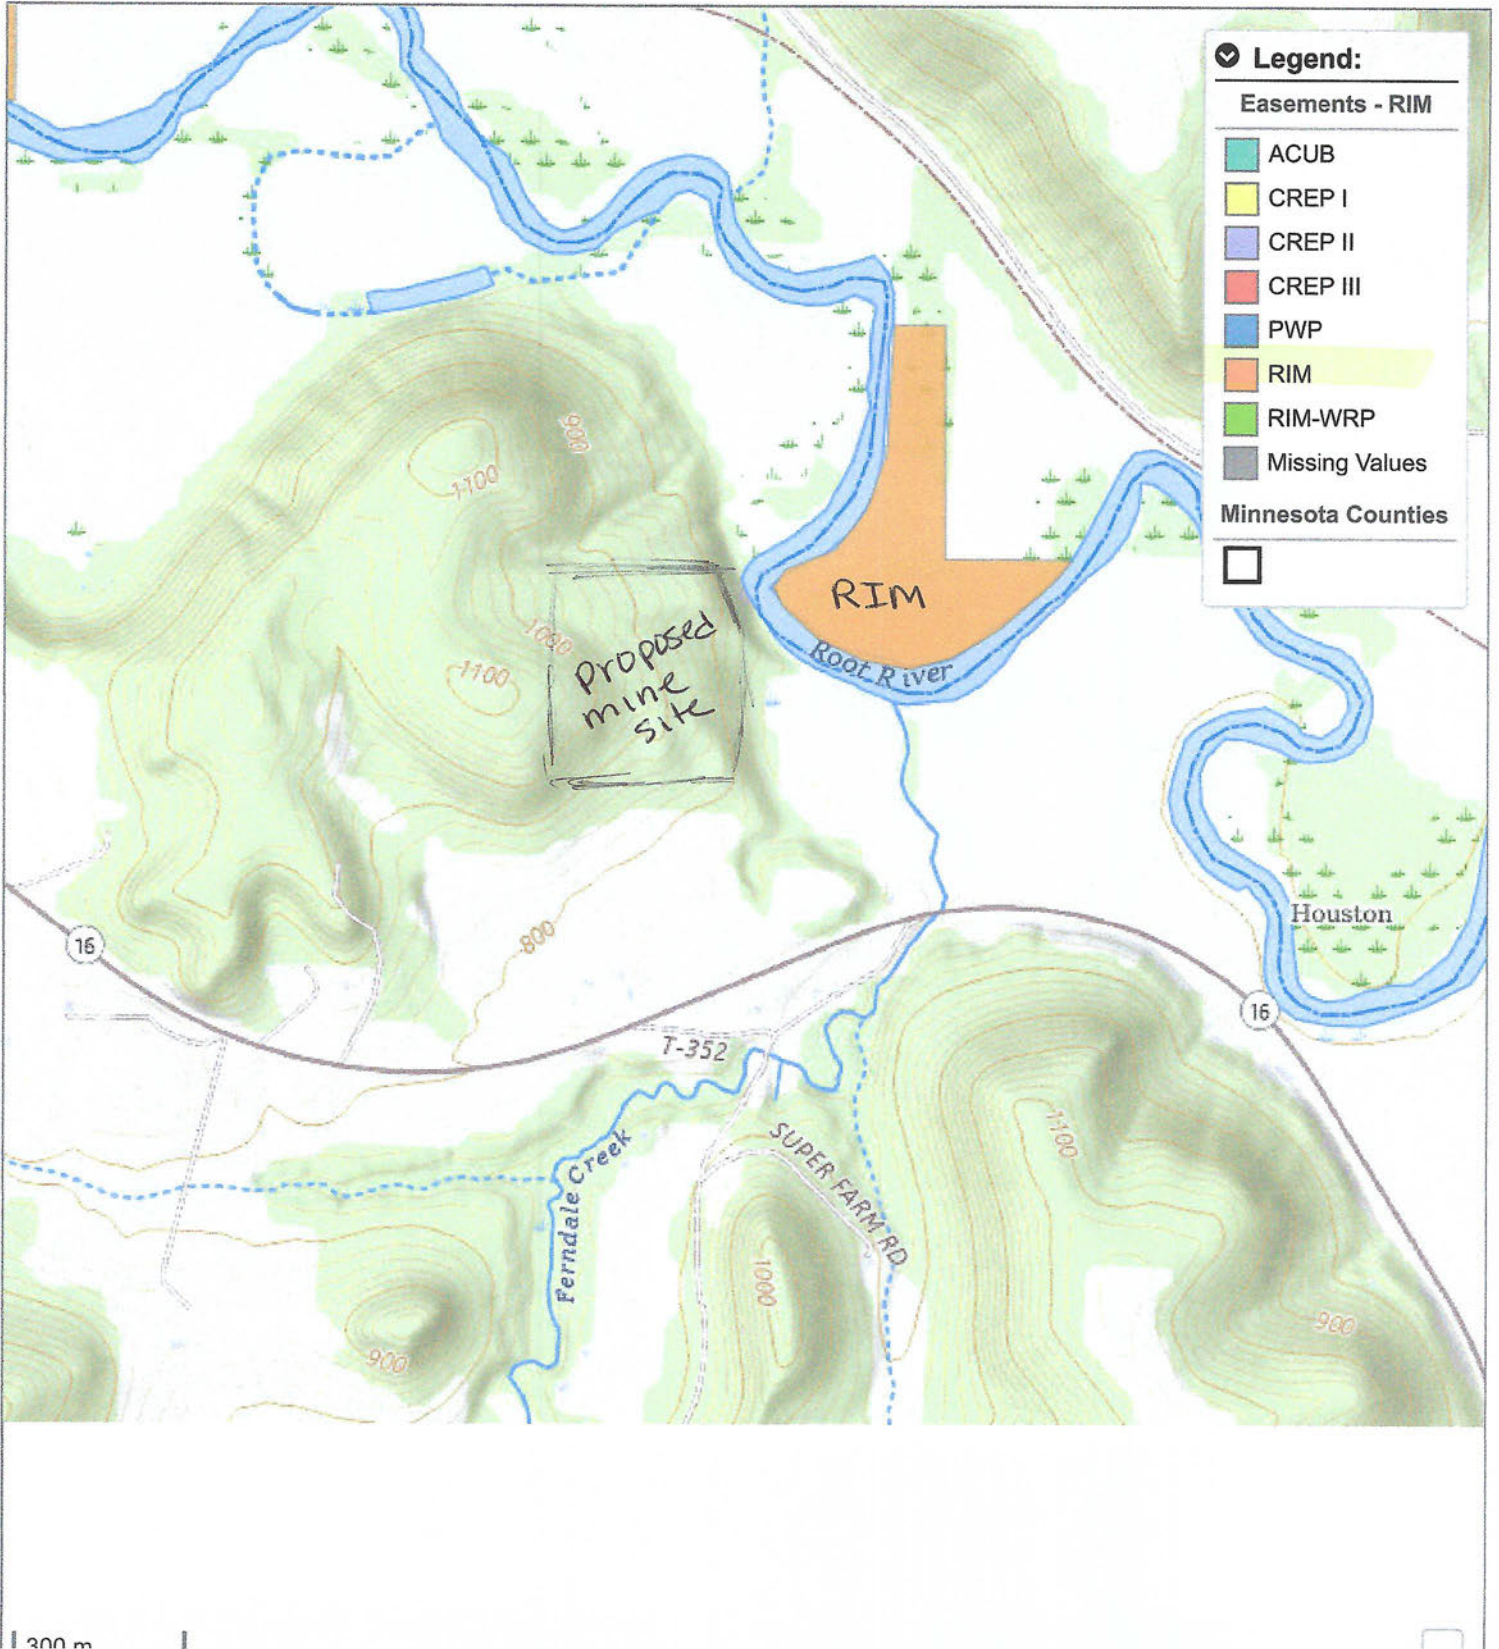 Legend:
Easements - RIM
ACUB
CREP I
CREP II
CREP III
PWP
RIM
RIM-WRP
Missing Values
Minnesota Counties
900
1100
RIM
Root River
1000
1100
Proposed
mine
site
Houston
800
16
16
T-352
1100
SUPER FARM RD
Ferndale Creek
1000
900
900
300 m